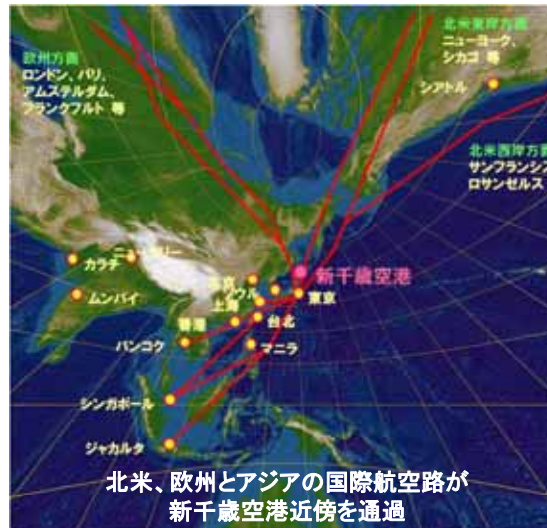 欧州方面
ロンドン、パリ、
アムステルダム、
フランクフルト 等
北米東岸方面
ニューヨーク、
シカゴ 等
シアトル
北米西岸方面
サンフランシス
ロサンゼルス
カラチ
ムンバイ
新千歳空港
東京
上海
台北
香港
バンコク
マニラ
シンガポール
ジャカルタ
北米、欧州とアジアの国際航空路が
新千歳空港近傍を通過